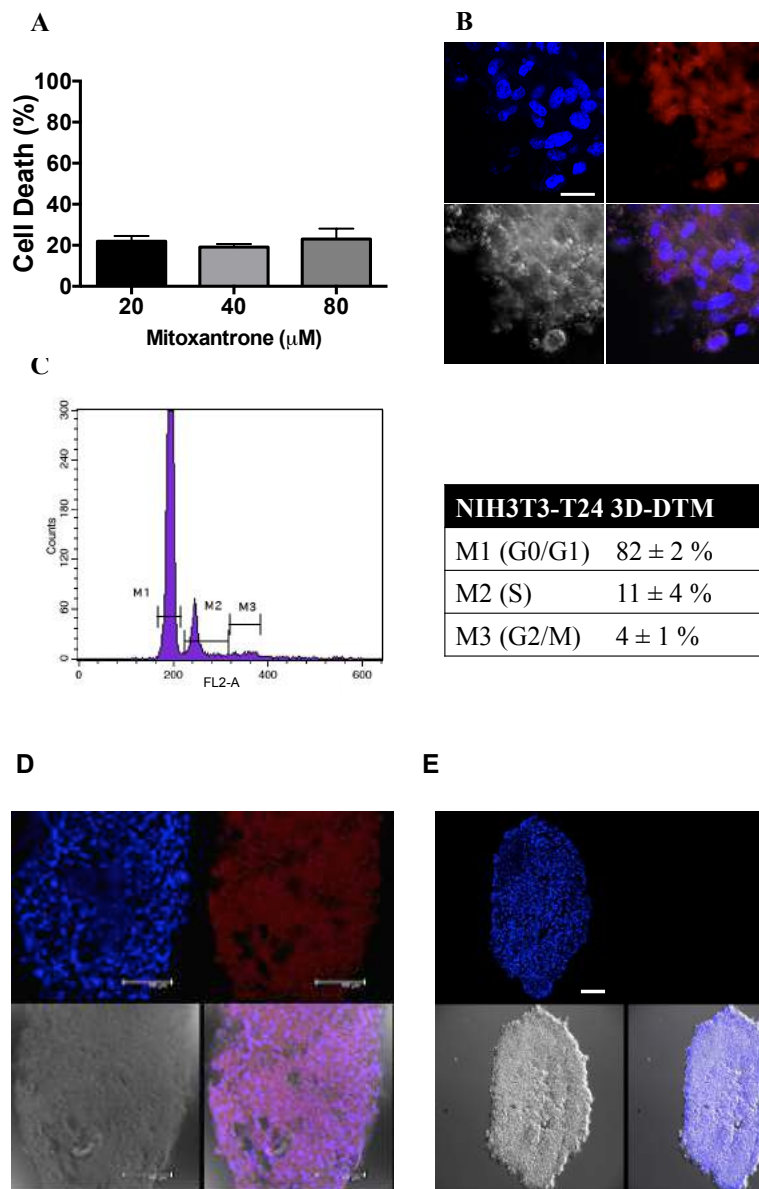 A
B
100
80
60
40
20
0
Cell Death (%)
20 40 80
Mitoxantrone (μM)
C
300
240
180
120
60
0
Counts
M1
M2
M3
0 200 400 600
FL2-A
NIH3T3-T24 3D-DTM
M1 (G0/G1) 82 ± 2 %
M2 (S) 11 ± 4 %
M3 (G2/M) 4 ± 1 %
D
E